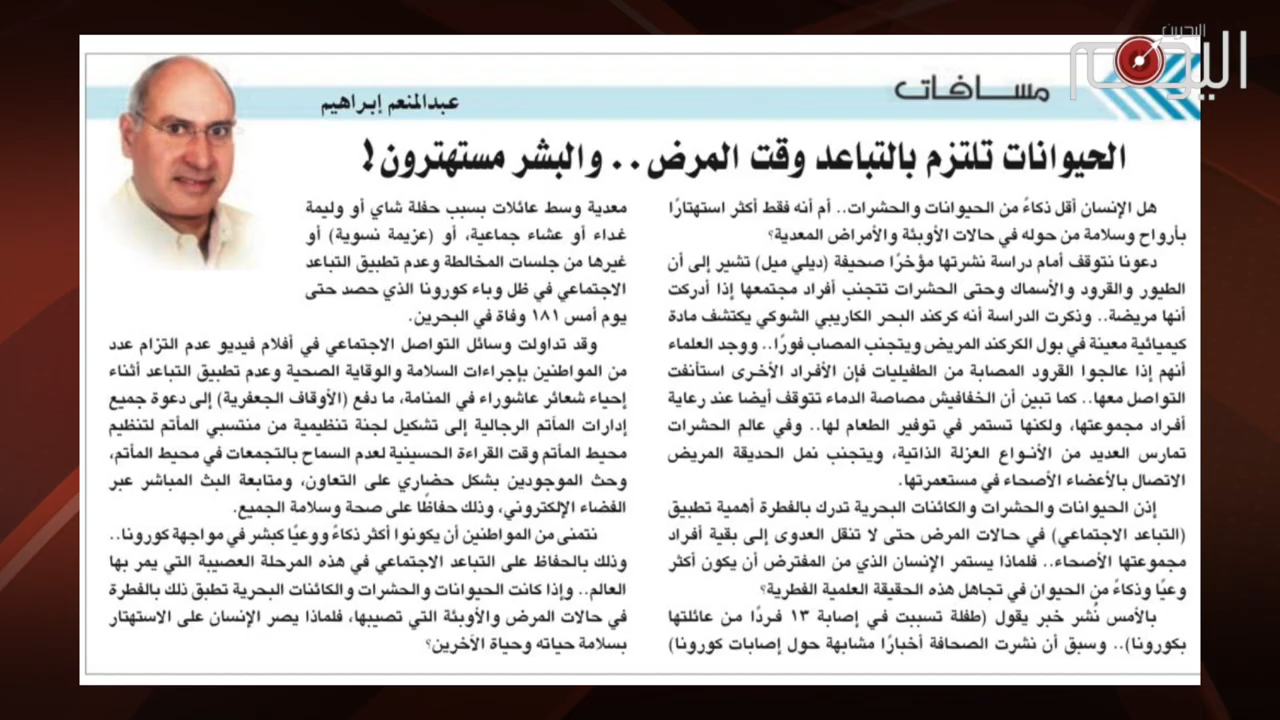 البحرين
اليوم
مسافات
عبدالمنعم إبراهيم
الحيوانات تلتزم بالتباعد وقت المرض.. والبشر مستهترون!
هل الإنسان أقل ذكاءً من الحيوانات والحشرات.. أم أنه فقط أكثر استهتارًا
بأرواح وسلامة من حوله في حالات الأوبئة والأمراض المعدية؟
دعونا نتوقف أمام دراسة نشرتها مؤخرًا صحيفة (ديلي ميل) تشير إلى أن
الطيور والقرود والأسماك وحتى الحشرات تتجنب أفراد مجتمعها إذا أدركت
أنها مريضة.. وذكرت الدراسة أنه كركند البحر الكاريبي الشوكي يكتشف مادة
كيميائية معينة في بول الكركند المريض ويتجنب المصاب فورًا.. ووجد العلماء
أنهم إذا عالجوا القرود المصابة من الطفيليات فإن الأفراد الأخرى استأنفت
التواصل معها.. كما تبين أن الخفافيش مصاصة الدماء تتوقف أيضا عند رعاية
أفراد مجموعتها، ولكنها تستمر في توفير الطعام لها.. وفي عالم الحشرات
تمارس العديد من الأنواع العزلة الذاتية، ويتجنب نمل الحديقة المريض
الاتصال بالأعضاء الأصحاء في مستعمرتها.
إذن الحيوانات والحشرات والكائنات البحرية تدرك بالفطرة أهمية تطبيق
(التباعد الاجتماعي) في حالات المرض حتى لا تنقل العدوى إلى بقية أفراد
مجموعتها الأصحاء.. فلماذا يستمر الإنسان الذي من المفترض أن يكون أكثر
وعيًا وذكاءً من الحيوان في تجاهل هذه الحقيقة العلمية الفطرية؟
بالأمس نُشر خبر يقول (طفلة تسببت في إصابة ١٣ فردًا من عائلتها
بكورونا).. وسبق أن نشرت الصحافة أخبارًا مشابهة حول إصابات كورونا)
معدية وسط عائلات بسبب حفلة شاي أو وليمة
غداء أو عشاء جماعية، أو (عزيمة نسوية) أو
غيرها من جلسات المخالطة وعدم تطبيق التباعد
الاجتماعي في ظل وباء كورونا الذي حصد حتى
يوم أمس ١٨١ وفاة في البحرين.
وقد تداولت وسائل التواصل الاجتماعي في أفلام فيديو عدم التزام عدد
من المواطنين بإجراءات السلامة والوقاية الصحية وعدم تطبيق التباعد أثناء
إحياء شعائر عاشوراء في المنامة، ما دفع (الأوقاف الجعفرية) إلى دعوة جميع
إدارات المأتم الرجالية إلى تشكيل لجنة تنظيمية من منتسبي المأتم لتنظيم
محيط المأتم وقت القراءة الحسينية لعدم السماح بالتجمعات في محيط المأتم،
وحث الموجودين بشكل حضاري على التعاون، ومتابعة البث المباشر عبر
الفضاء الإلكتروني، وذلك حفاظًا على صحة وسلامة الجميع.
نتمنى من المواطنين أن يكونوا أكثر ذكاءً ووعيًا كبشر في مواجهة كورونا..
وذلك بالحفاظ على التباعد الاجتماعي في هذه المرحلة العصيبة التي يمر بها
العالم.. وإذا كانت الحيوانات والحشرات والكائنات البحرية تطبق ذلك بالفطرة
في حالات المرض والأوبئة التي تصيبها، فلماذا يصر الإنسان على الاستهتار
بسلامة حياته وحياة الآخرين؟